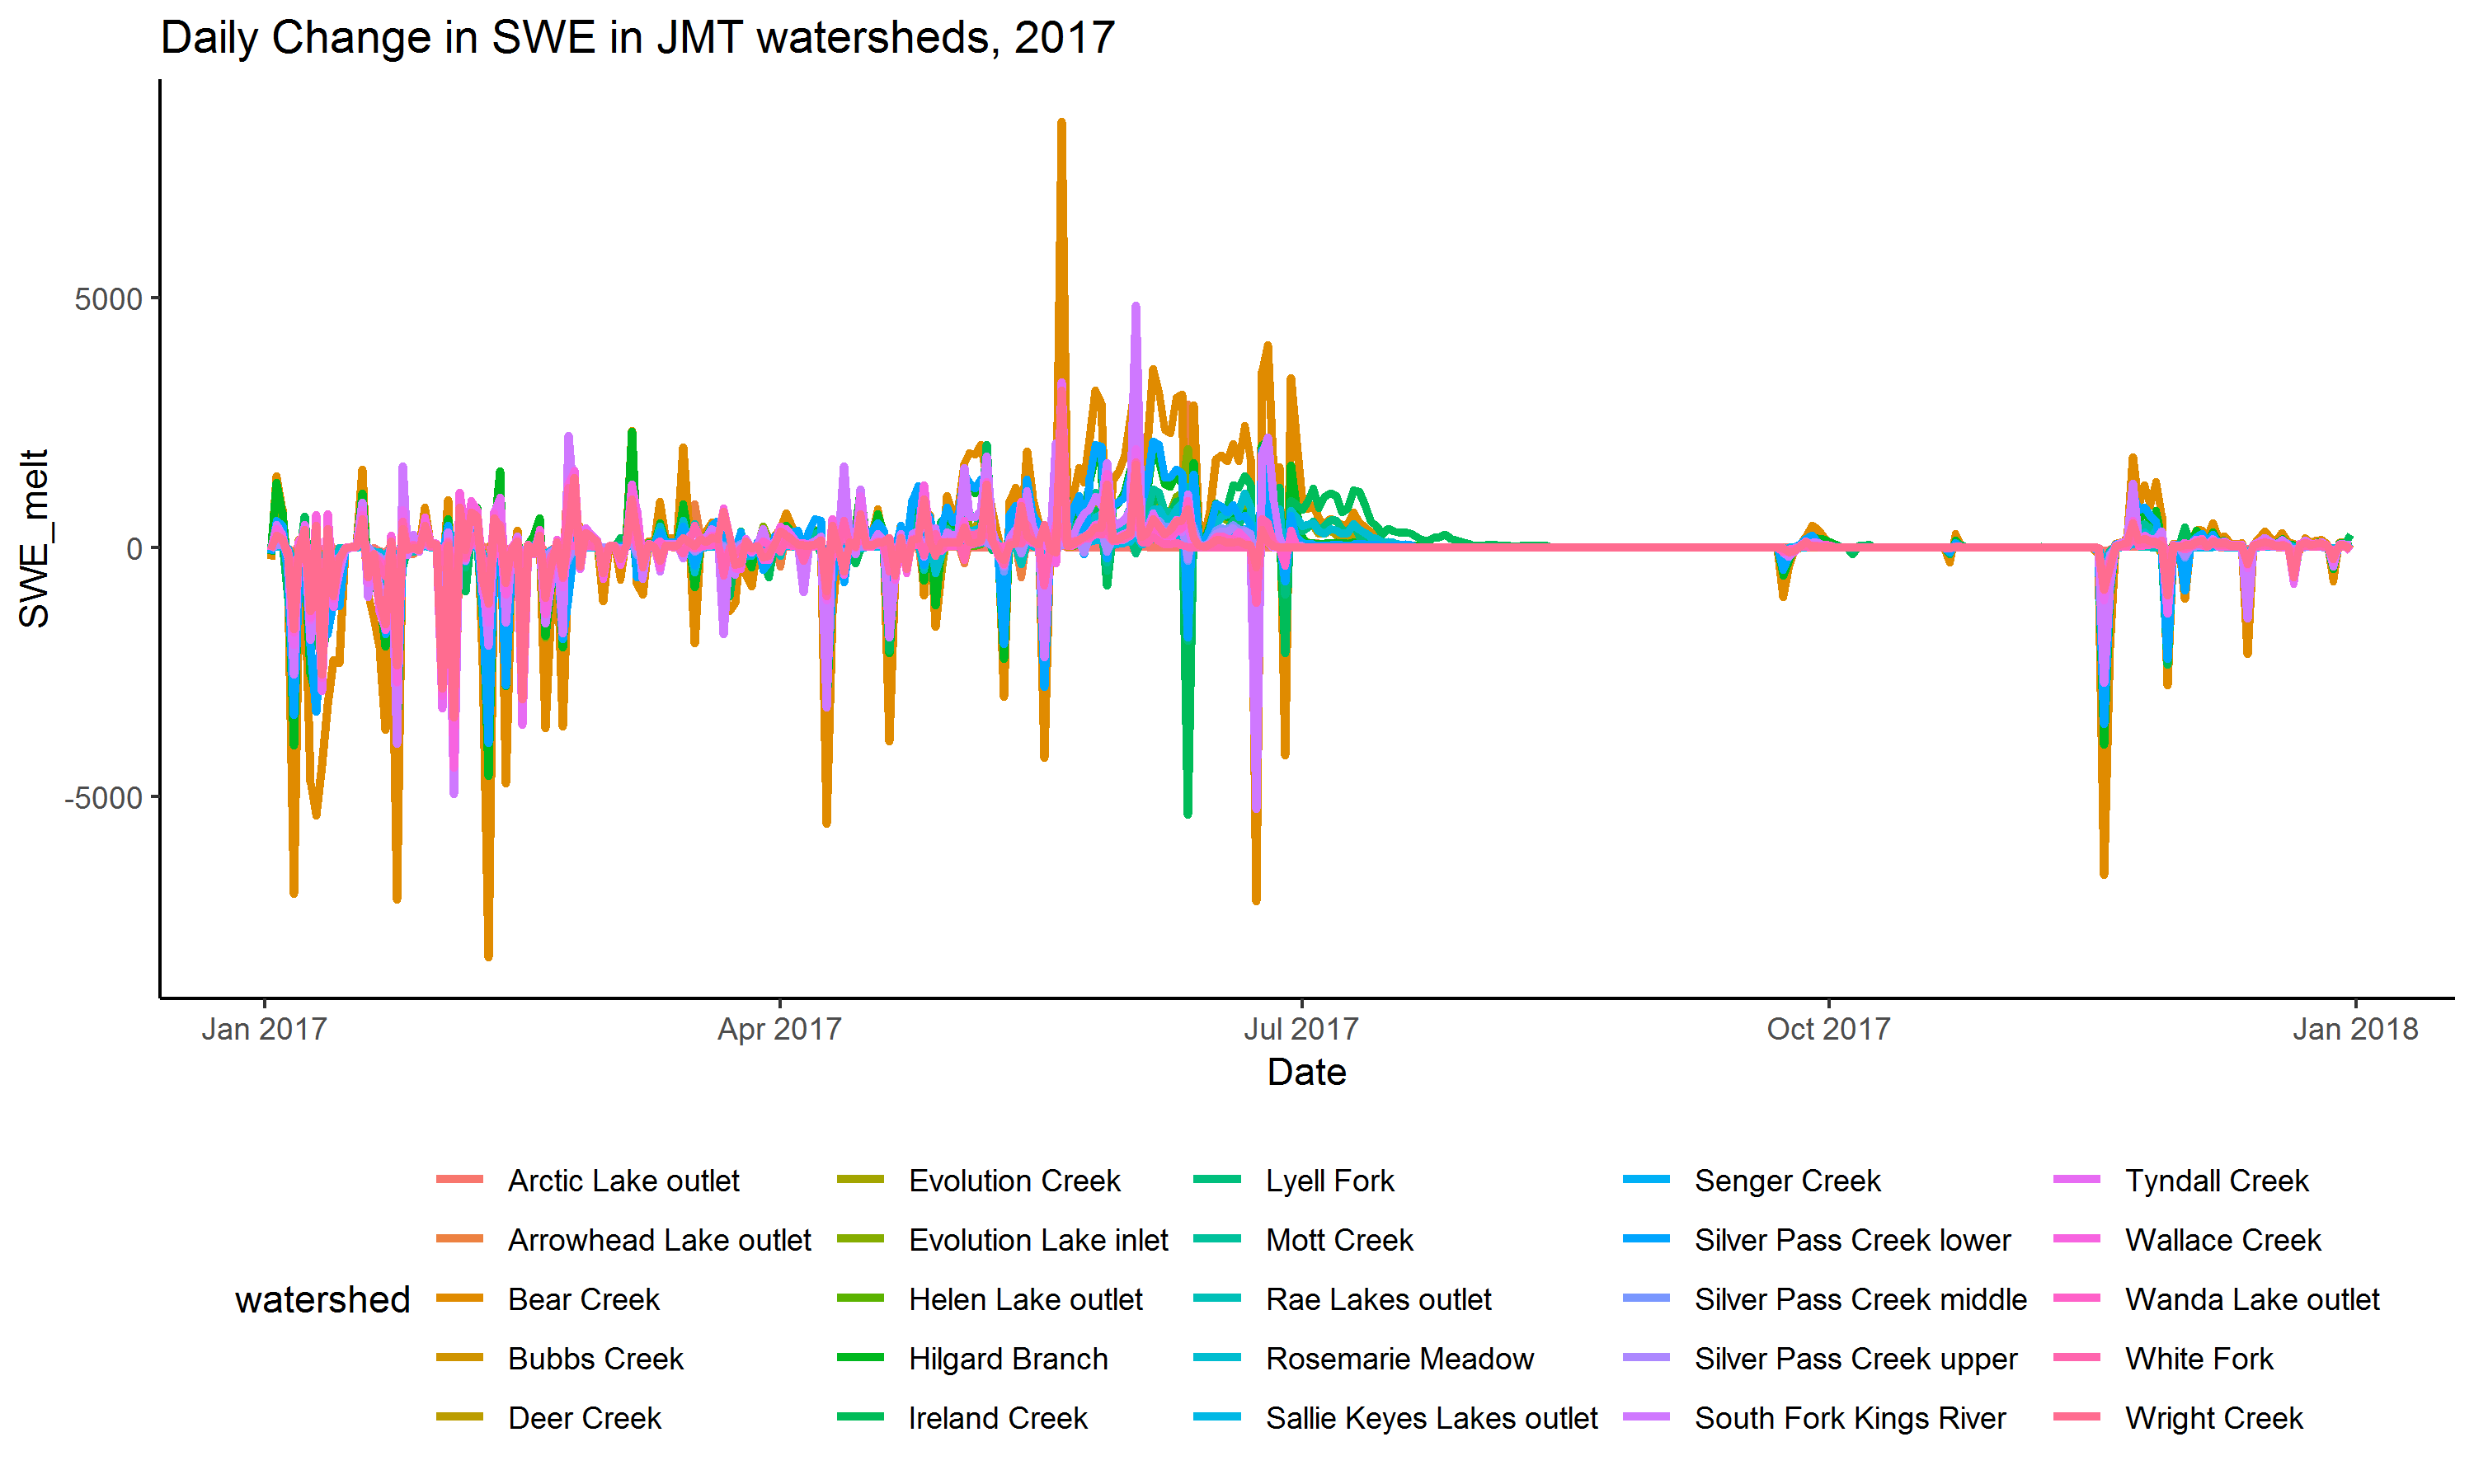 Daily Change in SWE in JMT watersheds, 2017
SWE_melt
5000
0
-5000
Jan 2017 Apr 2017 Jul 2017 Oct 2017 Jan 2018
Date
watershed
Arctic Lake outlet
Arrowhead Lake outlet
Bear Creek
Bubbs Creek
Deer Creek
Evolution Creek
Evolution Lake inlet
Helen Lake outlet
Hilgard Branch
Ireland Creek
Lyell Fork
Mott Creek
Rae Lakes outlet
Rosemarie Meadow
Sallie Keyes Lakes outlet
Senger Creek
Silver Pass Creek lower
Silver Pass Creek middle
Silver Pass Creek upper
South Fork Kings River
Tyndall Creek
Wallace Creek
Wanda Lake outlet
White Fork
Wright Creek